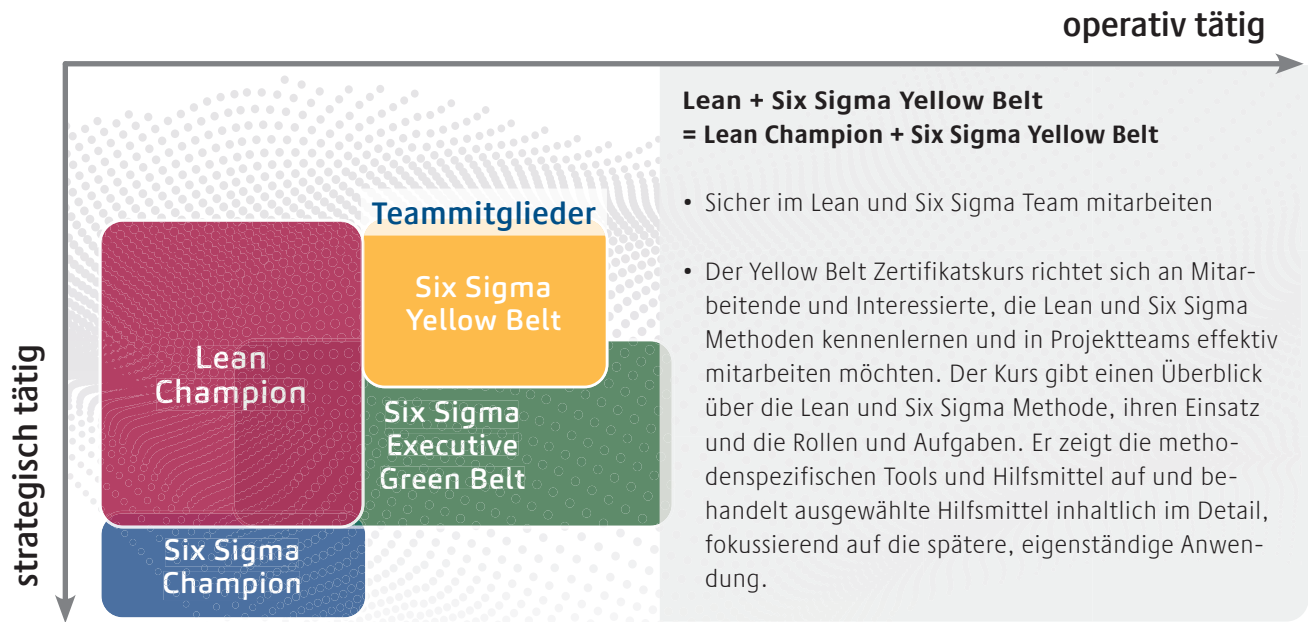 operativ tätig
strategisch tätig
Teammitglieder
Six Sigma
Yellow Belt
Lean
Champion
Six Sigma
Executive
Green Belt
Six Sigma
Champion
Lean + Six Sigma Yellow Belt
= Lean Champion + Six Sigma Yellow Belt
• Sicher im Lean und Six Sigma Team mitarbeiten
• Der Yellow Belt Zertifikatskurs richtet sich an Mitar-
beitende und Interessierte, die Lean und Six Sigma
Methoden kennenlernen und in Projektteams effektiv
mitarbeiten möchten. Der Kurs gibt einen Überblick
über die Lean und Six Sigma Methode, ihren Einsatz
und die Rollen und Aufgaben. Er zeigt die metho-
denspezifischen Tools und Hilfsmittel auf und be-
handelt ausgewählte Hilfsmittel inhaltlich im Detail,
fokussierend auf die spätere, eigenständige Anwen-
dung.